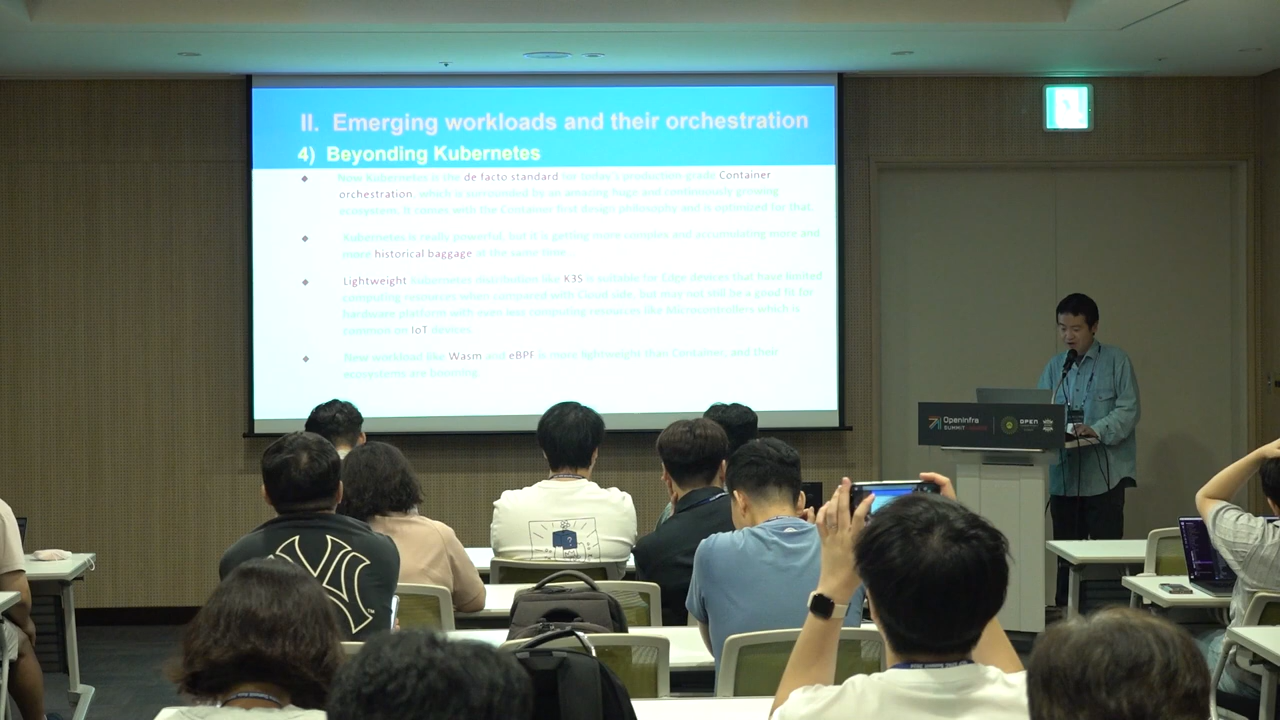 II. Emerging workloads and their orchestration
4) Beyonding Kubernetes
Now Kubernetes is the de facto standard for today's production-grade Container
orchestration, which is surrounded by an amazing huge and continuously growing
ecosystem. It comes with the Container first design philosophy and is optimized for that.
Kubernetes is really powerful, but it is getting more complex and accumulating more and
more historical baggage at the same time.
Lightweight Kubernetes distribution like K3S is suitable for Edge devices that have limited
computing resources when compared with Cloud side, but may not still be a good fit for
hardware platform with even less computing resources like Microcontrollers which is
common on IoT devices.
New workload like Wasm and eBPF is more lightweight than Container, and their
ecosystems are booming.
OpenInfra
SUMMIT
OPEN
NY